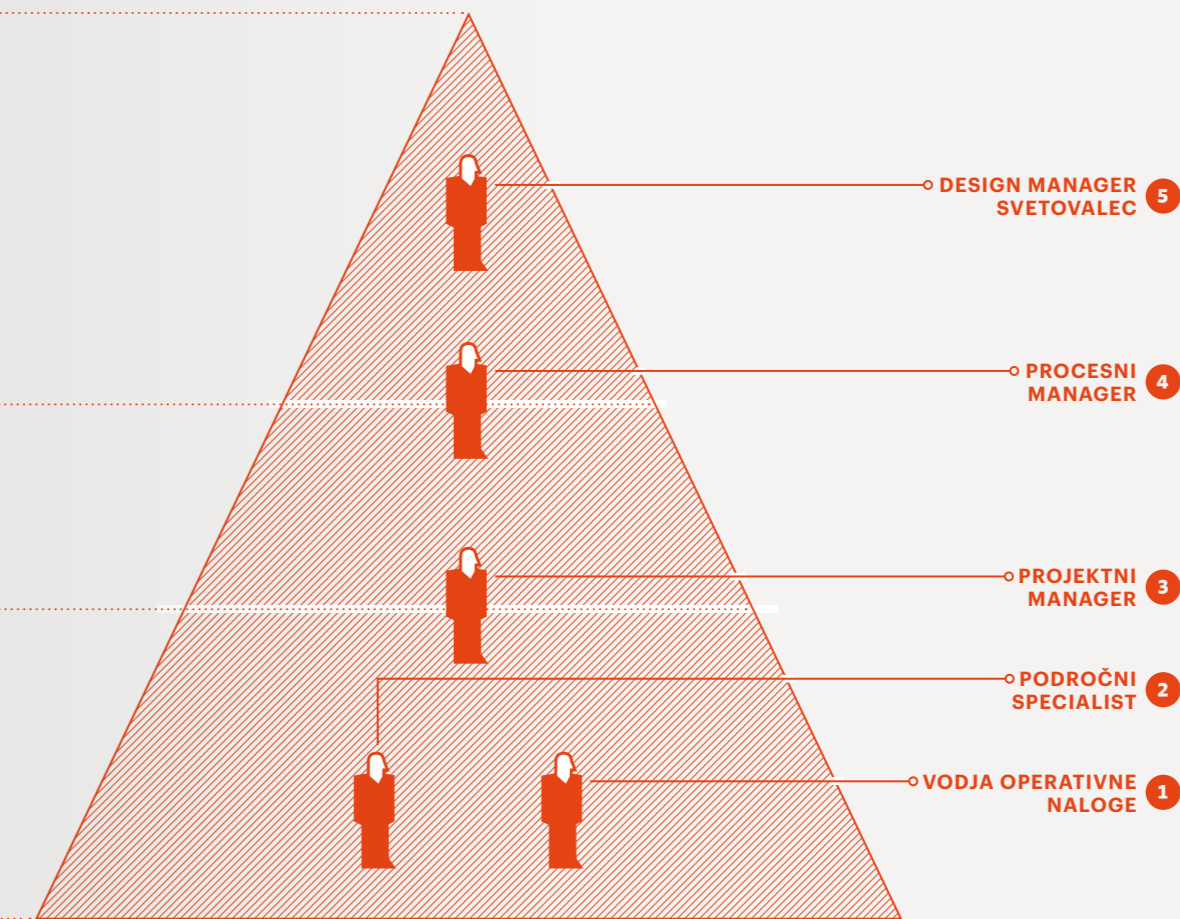 DESIGN MANAGER
SVETOVALEC
5
PROCESNI
MANAGER
4
PROJEKTNI
MANAGER
3
PODROČNI
SPECIALIST
2
VODJA OPERATIVNE
NALOGE
1